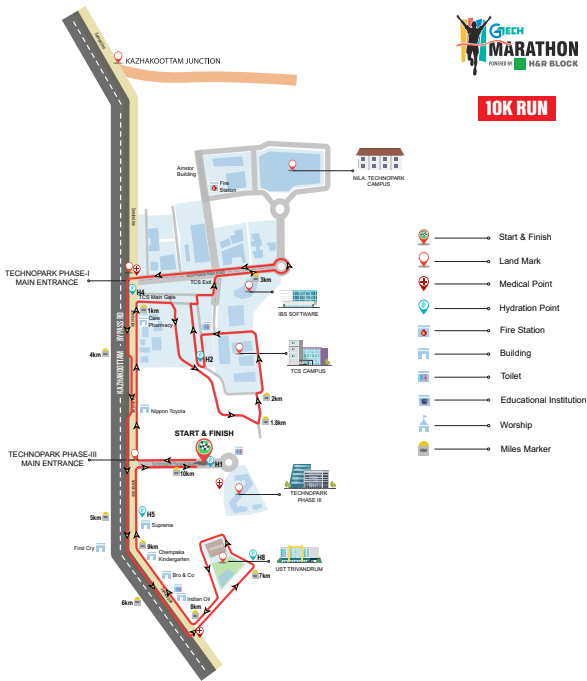 GTECH
MARATHON
POWERED BY H&R BLOCK
10K RUN
KAZHAKOOTTAM JUNCTION
Amstor
Building
Fire
Station
NILA, TECHNOPARK
CAMPUS
TECHNOPARK PHASE-I
MAIN ENTRANCE
TCS Exit
3km
H4
TCS Main Gate
1km
Cafe
Pharmacy
IBS SOFTWARE
KAZHAKOOTTAM - BYPASS RD
4km
H2
TCS CAMPUS
2km
Nippon Toyota
1.8km
START & FINISH
TECHNOPARK PHASE-III
MAIN ENTRANCE
H1
10km
TECHNOPARK
PHASE III
5km
H5
Supreme
First Cry
9km
Chempaka
Kindergarten
H6
UST TRIVANDRUM
Bro & Co
7km
Indian Oil
6km
8km
Start & Finish
Land Mark
Medical Point
Hydration Point
Fire Station
Building
Toilet
Educational Institution
Worship
KM
Miles Marker